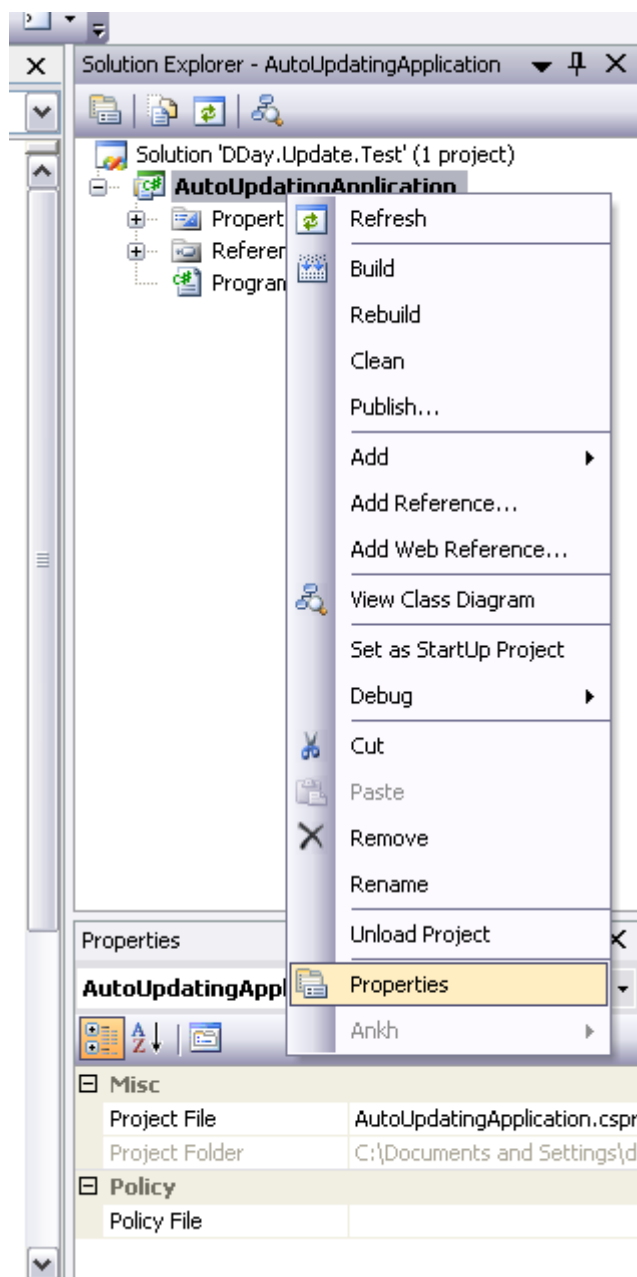 Solution Explorer - AutoUpdatingApplication
Solution 'DDay.Update.Test' (1 project)
AutoUpdatingApplication
Propert
Referen
Program
Refresh
Build
Rebuild
Clean
Publish...
Add
Add Reference...
Add Web Reference...
View Class Diagram
Set as StartUp Project
Debug
Cut
Paste
Remove
Rename
Unload Project
Properties
Ankh
Properties
AutoUpdatingAppl
Misc
Project File AutoUpdatingApplication.cspr
Project Folder C:\Documents and Settings\d
Policy
Policy File